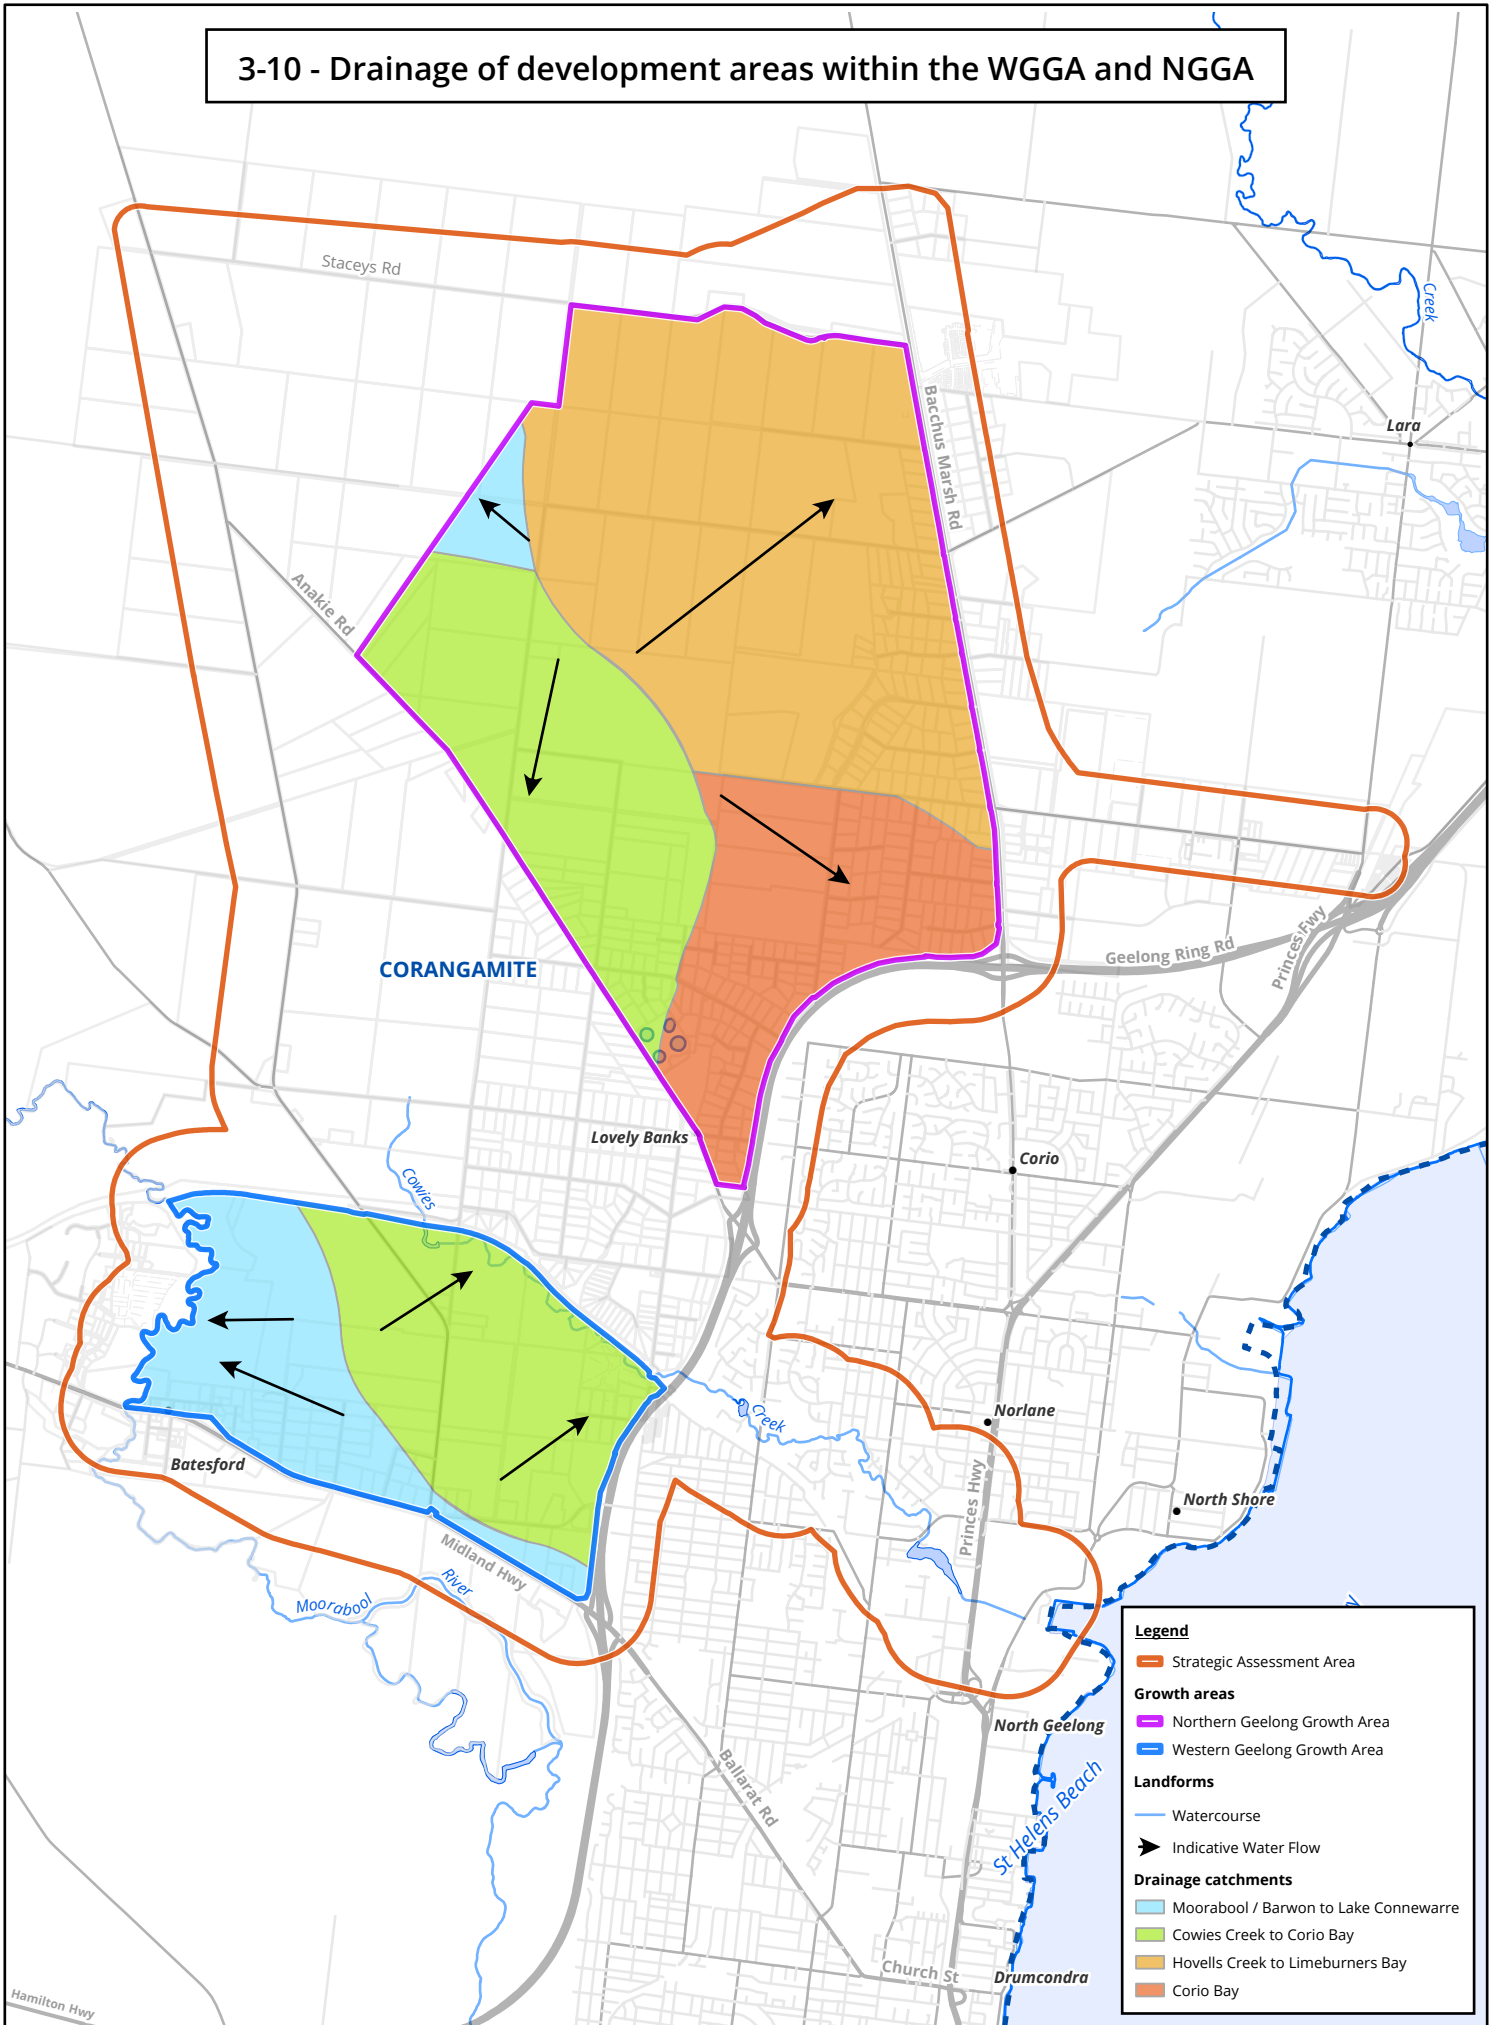 3-10 - Drainage of development areas within the WGGA and NGGA
Staceys Rd
Creek
Bacchus Marsh Rd
Lara
Anakie Rd
CORANGAMITE
Geelong Ring Rd
Princes Fwy
Lovely Banks
Corio
Cowies
Creek
Norlane
Batesford
North Shore
Princes Hwy
Midland Hwy
Moorabool
River
North Geelong
Ballarat Rd
St Helens Beach
Church St
Drumcondra
Hamilton Hwy
Legend
Strategic Assessment Area
Growth areas
Northern Geelong Growth Area
Western Geelong Growth Area
Landforms
Watercourse
Indicative Water Flow
Drainage catchments
Moorabool / Barwon to Lake Connewarre
Cowies Creek to Corio Bay
Hovells Creek to Limeburners Bay
Corio Bay